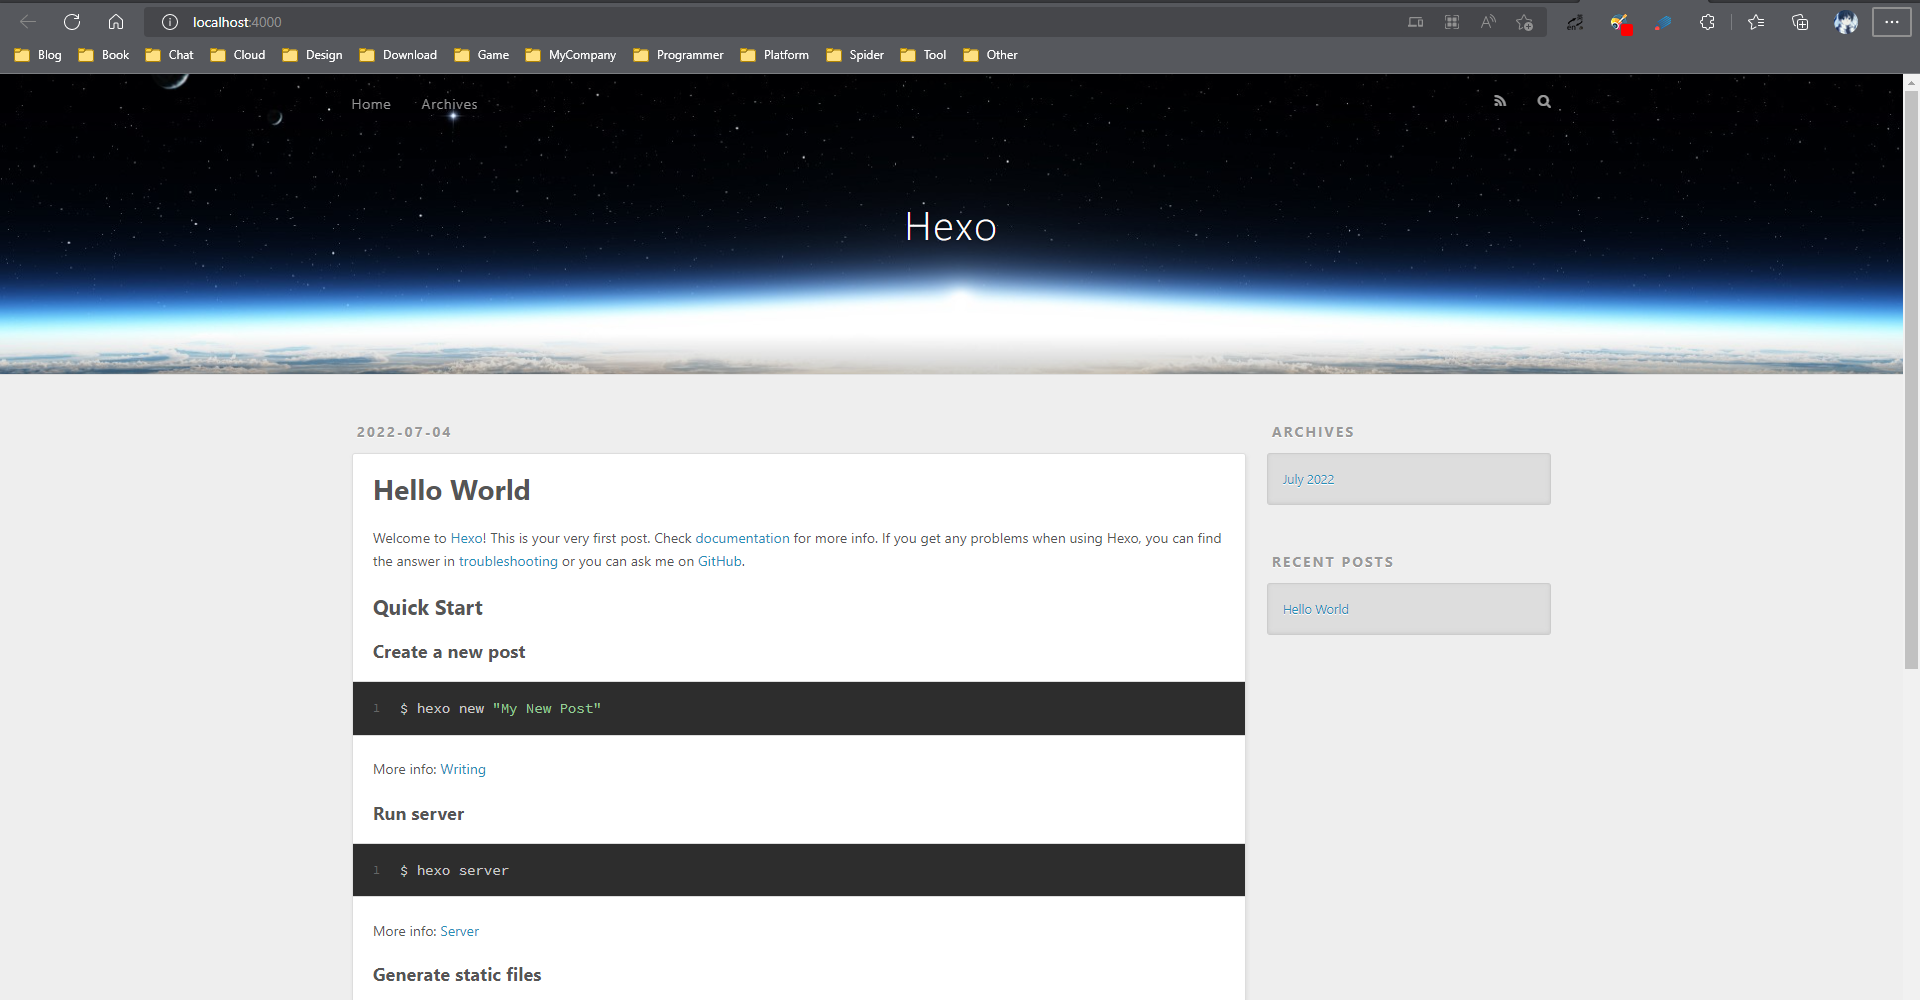 localhost:4000
Blog Book Chat Cloud Design Download Game MyCompany Programmer Platform Spider Tool Other
Home Archives
Hexo
2022-07-04
Hello World
Welcome to Hexo! This is your very first post. Check documentation for more info. If you get any problems when using Hexo, you can find
the answer in troubleshooting or you can ask me on GitHub.
Quick Start
Create a new post
1 $ hexo new "My New Post"
More info: Writing
Run server
1 $ hexo server
More info: Server
Generate static files
ARCHIVES
July 2022
RECENT POSTS
Hello World